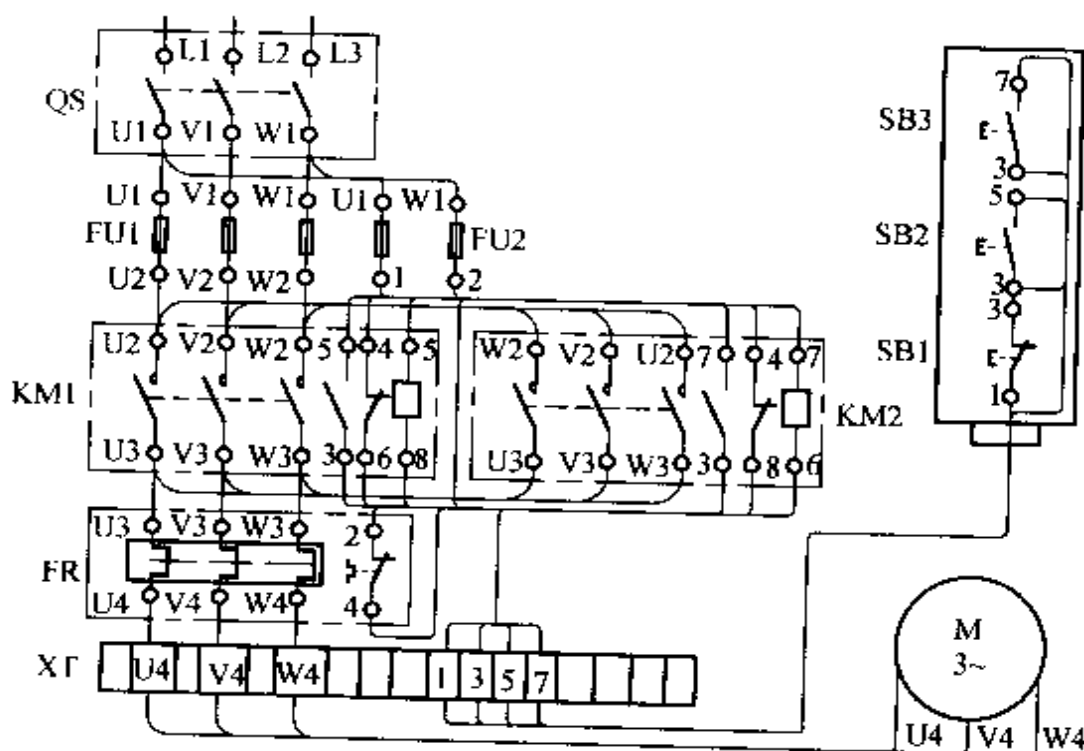 L1 L2 L3
QS
U1 V1 W1
U1 V1 W1 U1 W1
FU1 FU2
U2 V2 W2 1 2
U2 V2 W2 5 4 5 W2 V2 U2 7 4 7
KM1 KM2
U3 V3 W3 3 6 8 U3 V3 W3 3 8 6
U3 V3 W3 2
FR
U4 V4 W4 4
XT U4 V4 W4 1 3 5 7
7
SB3 E-
3
5
SB2 E-
3
3
SB1 E-
1
M
3~
U4 V4 W4